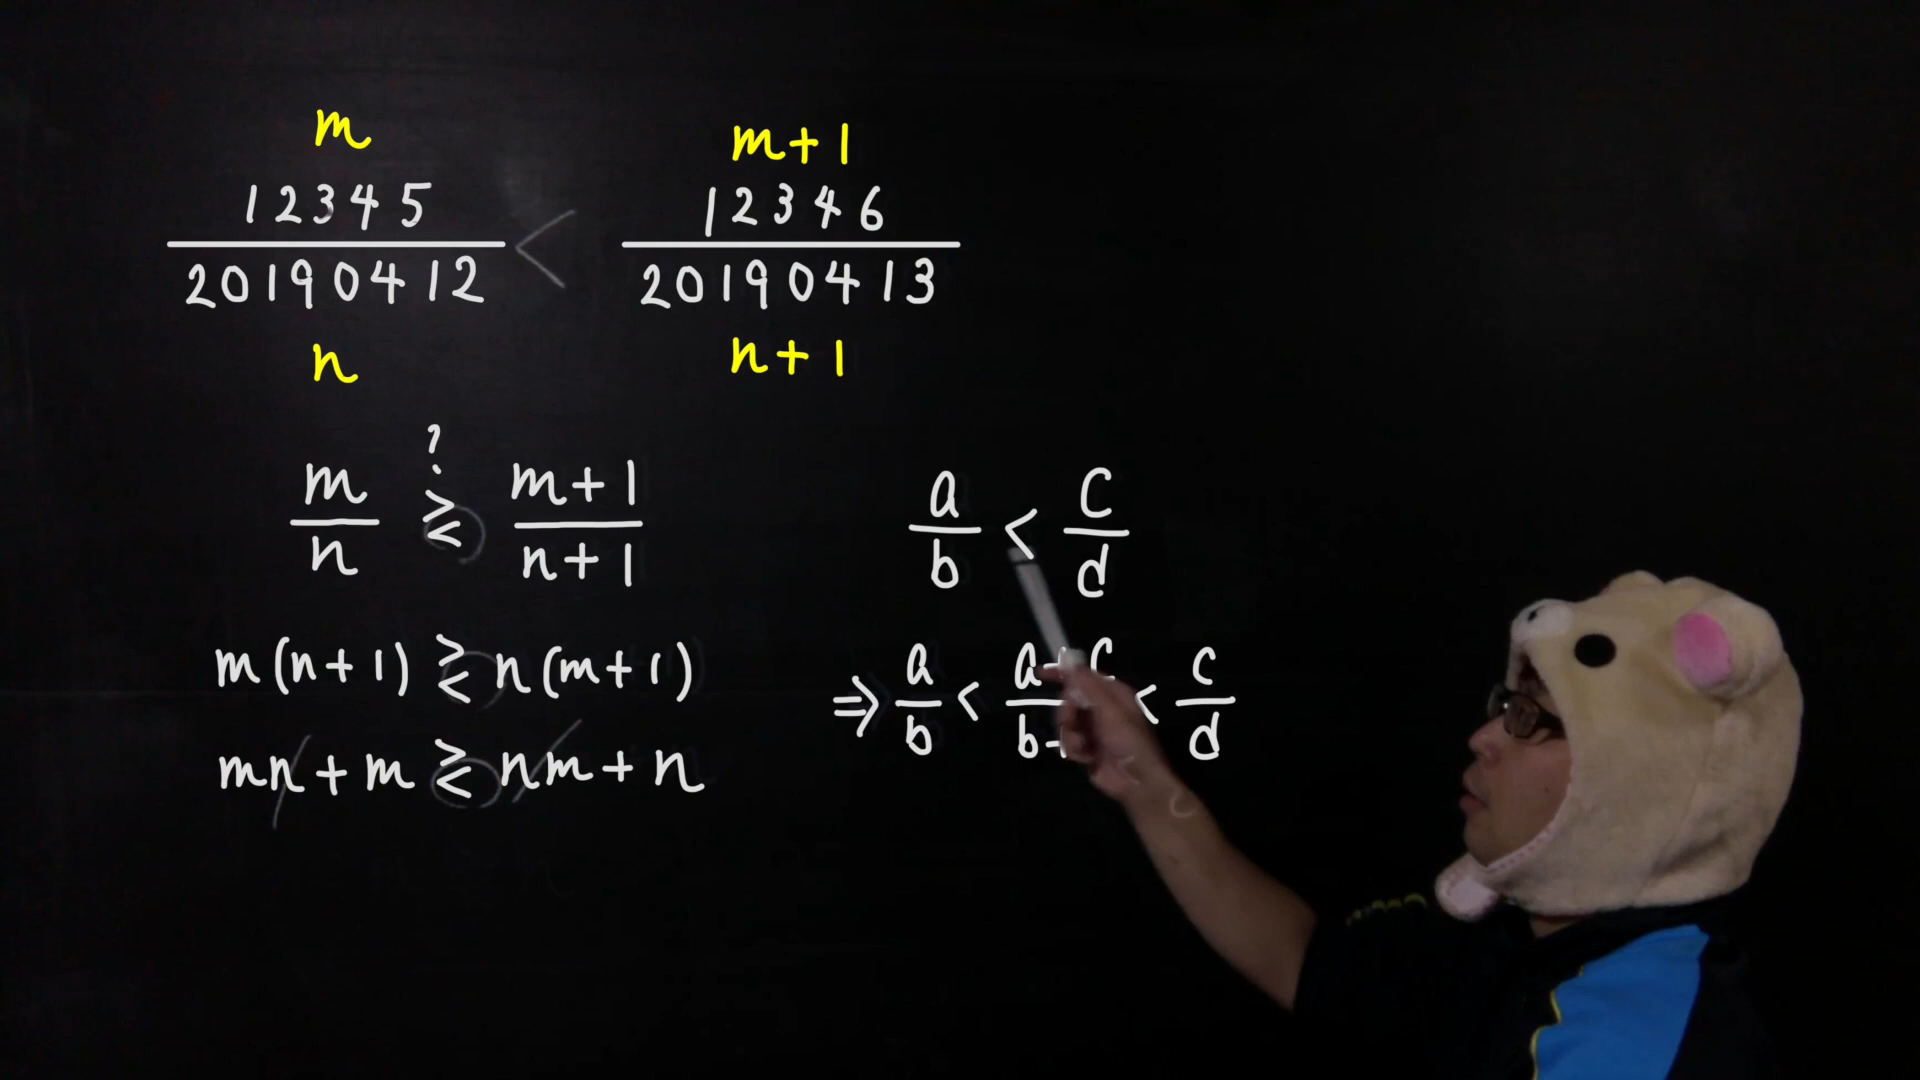 m
m+1
12345 < 12346
20190412 20190413
n
n+1
?
m/n ≷ m+1/n+1
a/b < c/d
m(n+1) ≷ n(m+1)
⇒ a/b < a+c/b+ < c/d
mn+m ≷ nm+n